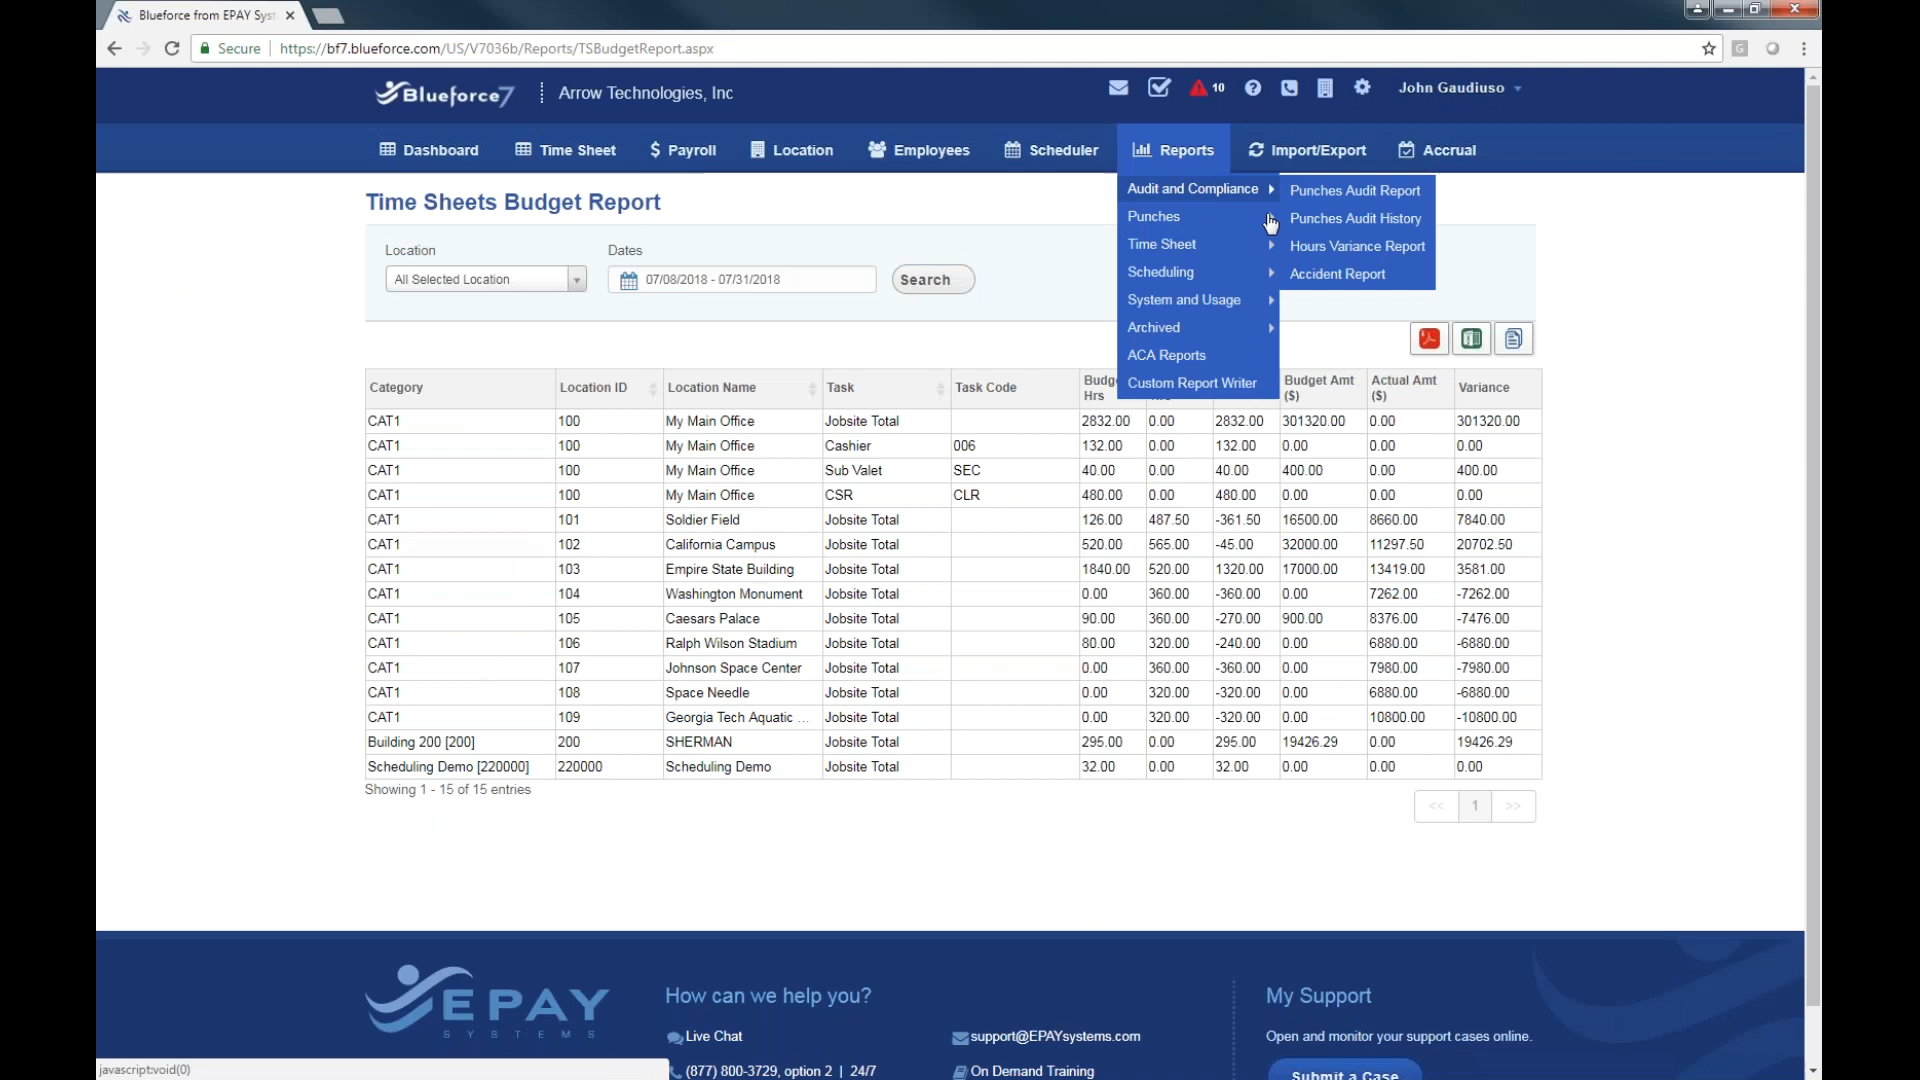 Blueforce from EPAY Syst
Secure https://bf7.blueforce.com/US/V7036b/Reports/TSBudgetReport.aspx
Blueforce7 Arrow Technologies, Inc 10 John Gaudiuso
Dashboard Time Sheet Payroll Location Employees Scheduler Reports Import/Export Accrual
Audit and Compliance
Punches
Time Sheet
Scheduling
System and Usage
Archived
ACA Reports
Custom Report Writer
Punches Audit Report
Punches Audit History
Hours Variance Report
Accident Report
Time Sheets Budget Report
Location Dates
All Selected Location 07/08/2018 - 07/31/2018 Search
Category Location ID Location Name Task Task Code Budg Hrs Budget Amt ($) Actual Amt ($) Variance
CAT1 100 My Main Office Jobsite Total 2832.00 0.00 2832.00 301320.00 0.00 301320.00
CAT1 100 My Main Office Cashier 006 132.00 0.00 132.00 0.00 0.00 0.00
CAT1 100 My Main Office Sub Valet SEC 40.00 0.00 40.00 400.00 0.00 400.00
CAT1 100 My Main Office CSR CLR 480.00 0.00 480.00 0.00 0.00 0.00
CAT1 101 Soldier Field Jobsite Total 126.00 487.50 -361.50 16500.00 8660.00 7840.00
CAT1 102 California Campus Jobsite Total 520.00 565.00 -45.00 32000.00 11297.50 20702.50
CAT1 103 Empire State Building Jobsite Total 1840.00 520.00 1320.00 17000.00 13419.00 3581.00
CAT1 104 Washington Monument Jobsite Total 0.00 360.00 -360.00 0.00 7262.00 -7262.00
CAT1 105 Caesars Palace Jobsite Total 90.00 360.00 -270.00 900.00 8376.00 -7476.00
CAT1 106 Ralph Wilson Stadium Jobsite Total 80.00 320.00 -240.00 0.00 6880.00 -6880.00
CAT1 107 Johnson Space Center Jobsite Total 0.00 360.00 -360.00 0.00 7980.00 -7980.00
CAT1 108 Space Needle Jobsite Total 0.00 320.00 -320.00 0.00 6880.00 -6880.00
CAT1 109 Georgia Tech Aquatic ... Jobsite Total 0.00 320.00 -320.00 0.00 10800.00 -10800.00
Building 200 [200] 200 SHERMAN Jobsite Total 295.00 0.00 295.00 19426.29 0.00 19426.29
Scheduling Demo [220000] 220000 Scheduling Demo Jobsite Total 32.00 0.00 32.00 0.00 0.00 0.00
Showing 1 - 15 of 15 entries
<< 1 >>
EPAY
SYSTEMS
How can we help you?
Live Chat support@EPAYsystems.com
(877) 800-3729, option 2 | 24/7 On Demand Training
My Support
Open and monitor your support cases online.
Submit a Case
javascript:void(0)